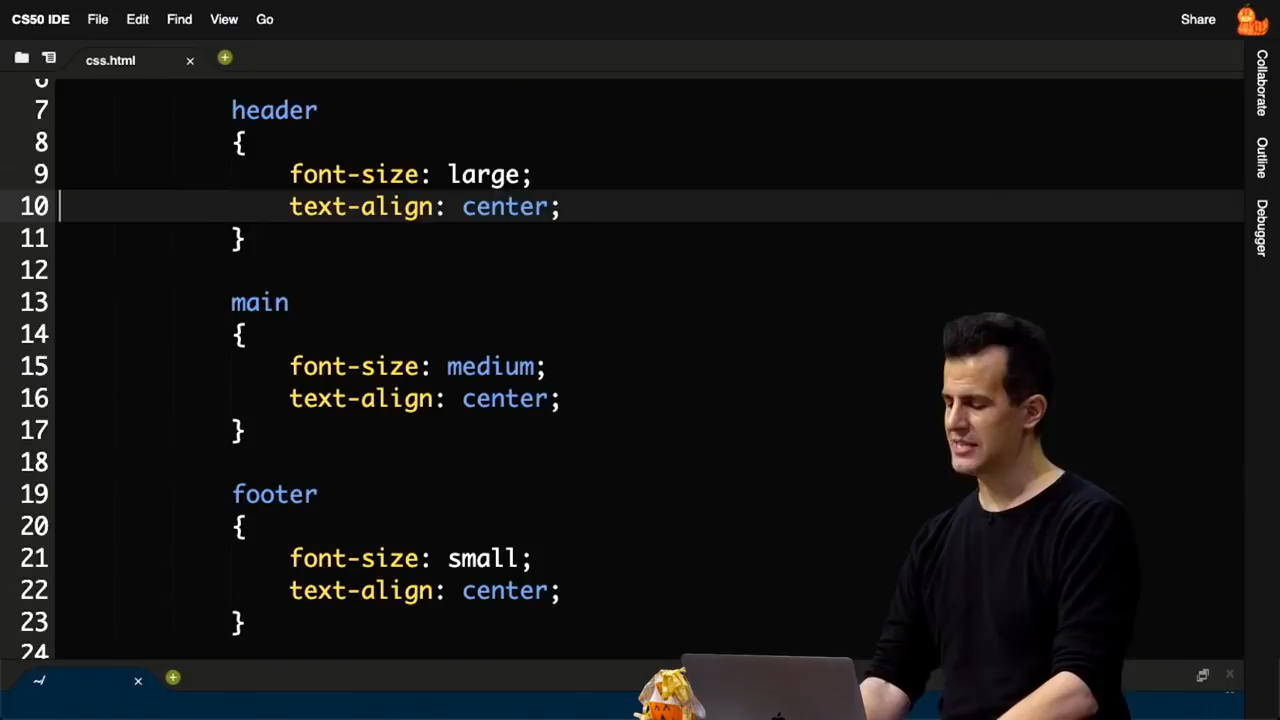 CS50 IDE File Edit Find View Go Share
css.html
Collaborate
Outline
Debugger
6
7 header
8 {
9 font-size: large;
10 text-align: center;
11 }
12
13 main
14 {
15 font-size: medium;
16 text-align: center;
17 }
18
19 footer
20 {
21 font-size: small;
22 text-align: center;
23 }
24
~/